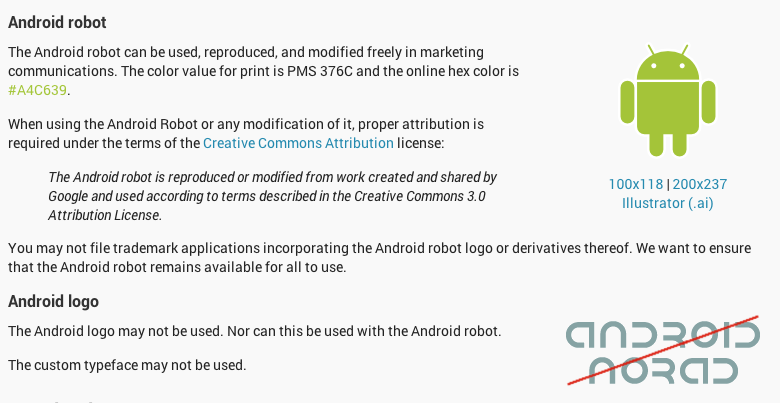 Android robot
The Android robot can be used, reproduced, and modified freely in marketing
communications. The color value for print is PMS 376C and the online hex color is
#A4C639.
When using the Android Robot or any modification of it, proper attribution is
required under the terms of the Creative Commons Attribution license:
The Android robot is reproduced or modified from work created and shared by
Google and used according to terms described in the Creative Commons 3.0
Attribution License.
100x118 | 200x237
Illustrator (.ai)
You may not file trademark applications incorporating the Android robot logo or derivatives thereof. We want to ensure
that the Android robot remains available for all to use.
Android logo
The Android logo may not be used. Nor can this be used with the Android robot.
The custom typeface may not be used.
ANDROID
NORAD